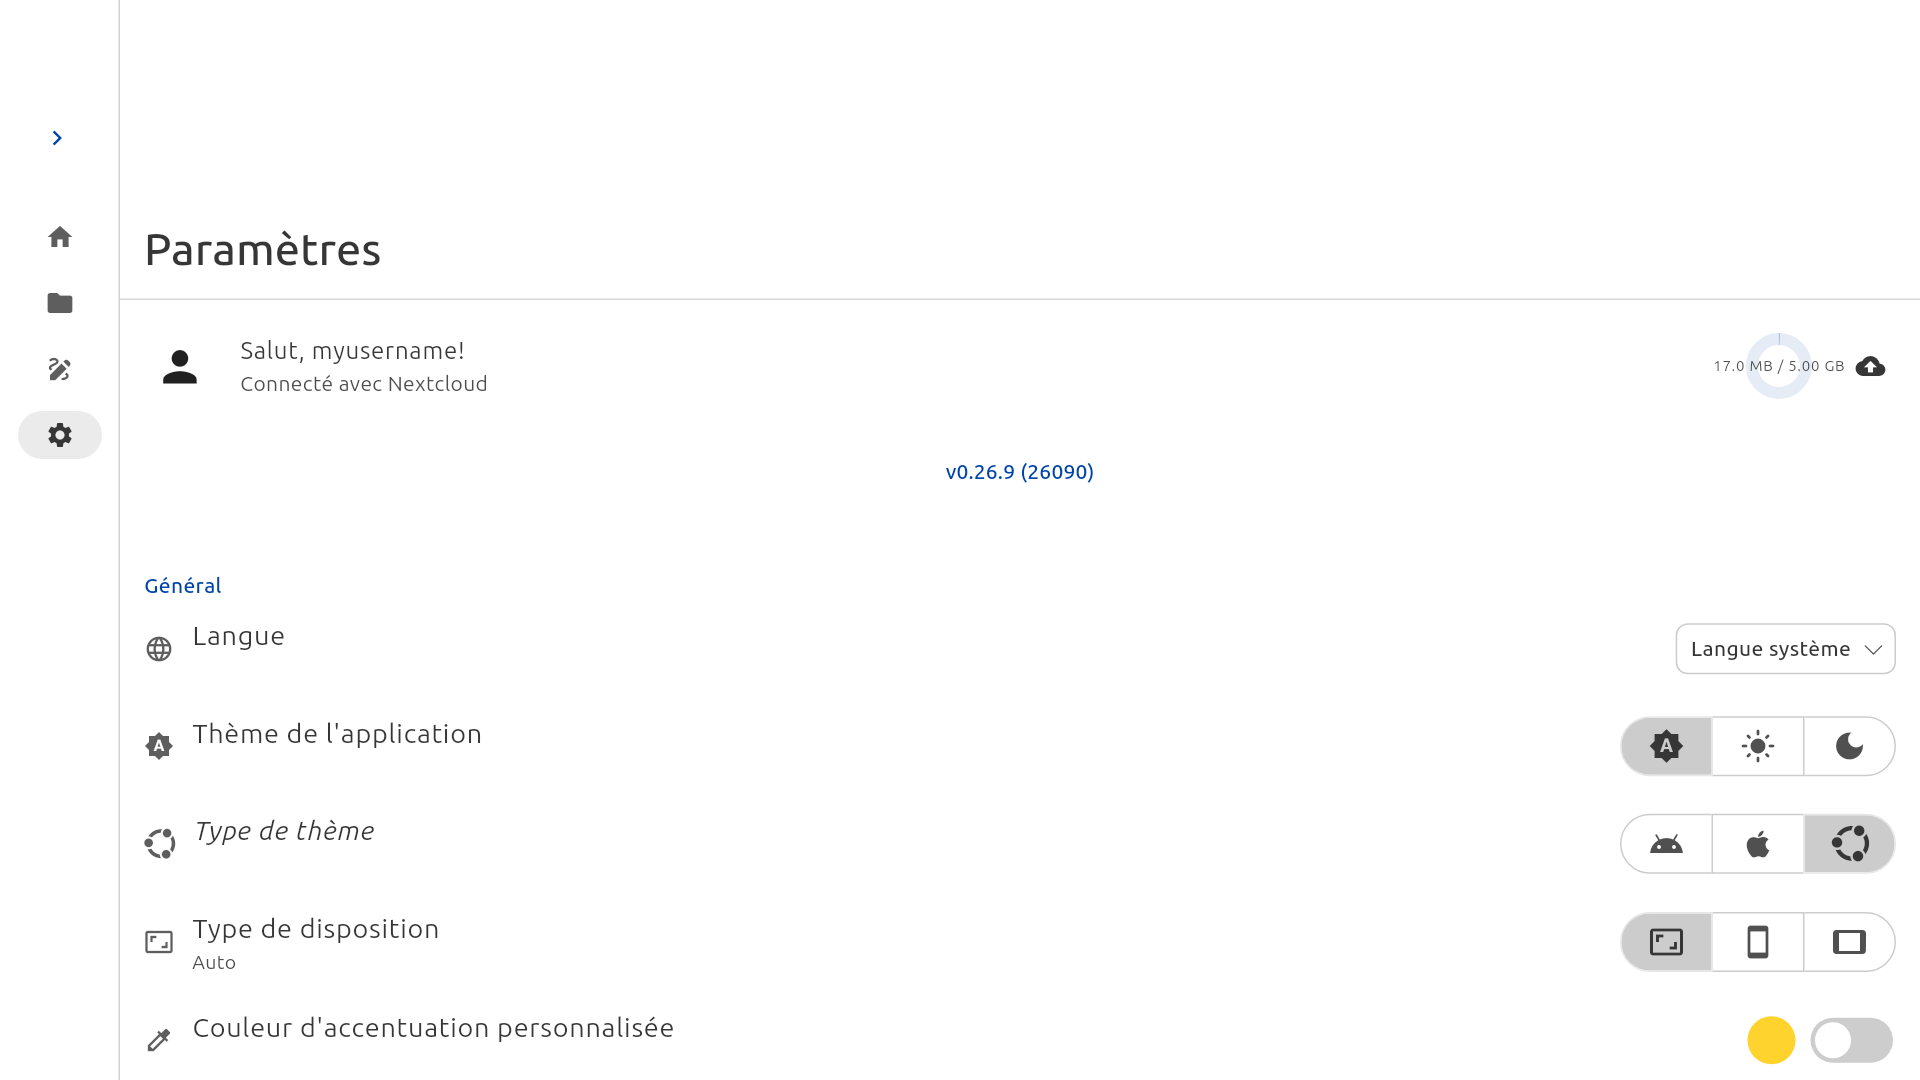 Paramètres
Salut, myusername!
Connecté avec Nextcloud
17.0 MB / 5.00 GB
v0.26.9 (26090)
Général
Langue
Langue système
Thème de l'application
Type de thème
Type de disposition
Auto
Couleur d'accentuation personnalisée